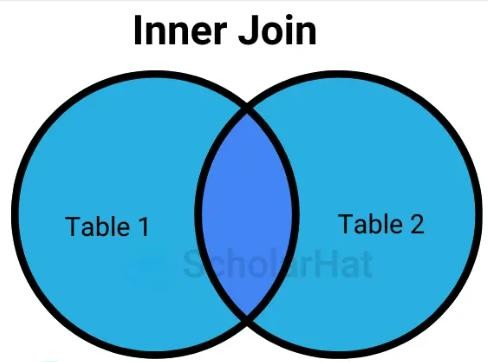 Inner Join
Table 1
Table 2
ScholarHat